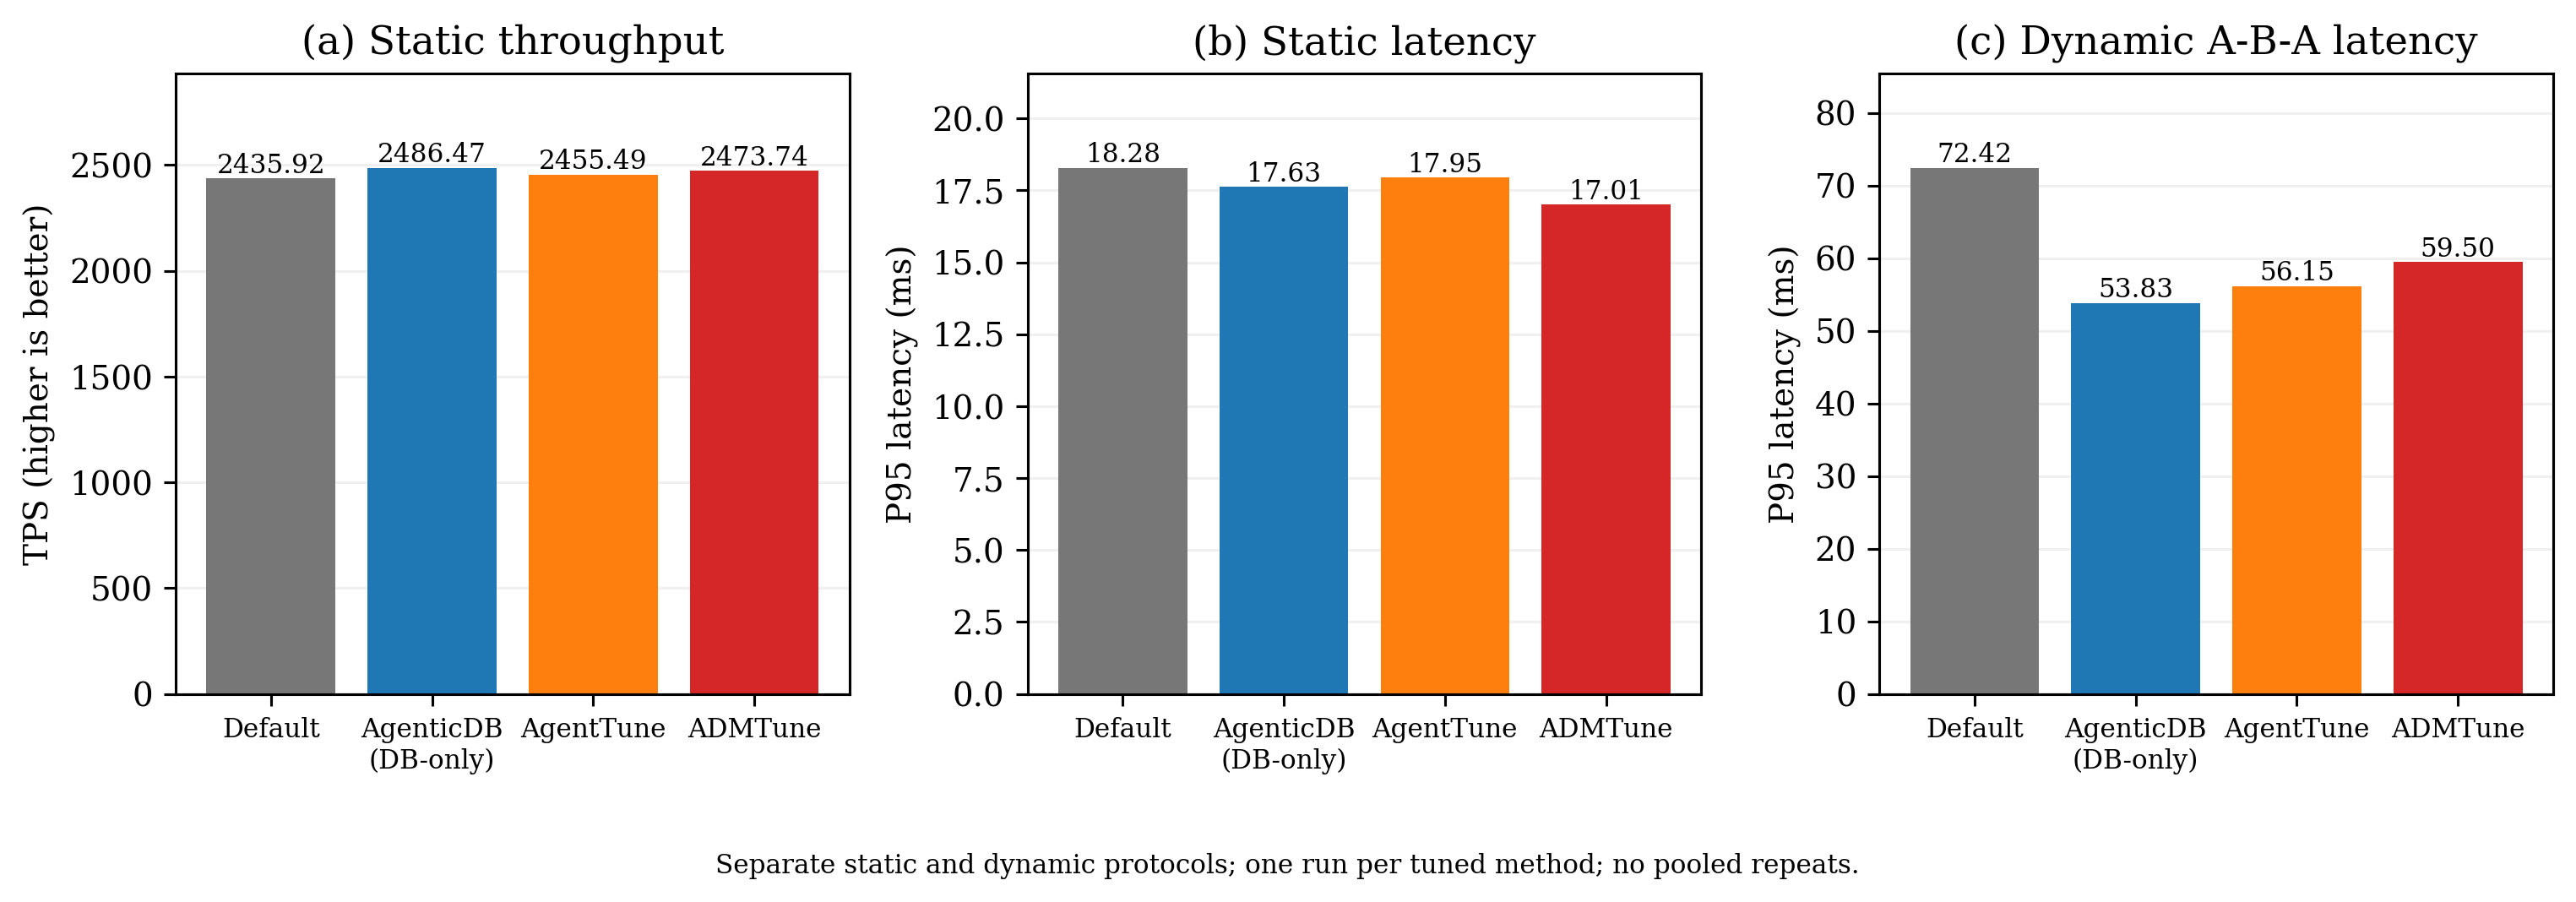 (a) Static throughput
TPS (higher is better)
2500
2000
1500
1000
500
0
2435.92
2486.47
2455.49
2473.74
Default
AgenticDB
(DB-only)
AgentTune
ADMTune
(b) Static latency
P95 latency (ms)
20.0
17.5
15.0
12.5
10.0
7.5
5.0
2.5
0.0
18.28
17.63
17.95
17.01
Default
AgenticDB
(DB-only)
AgentTune
ADMTune
(c) Dynamic A-B-A latency
P95 latency (ms)
80
70
60
50
40
30
20
10
0
72.42
53.83
56.15
59.50
Default
AgenticDB
(DB-only)
AgentTune
ADMTune
Separate static and dynamic protocols; one run per tuned method; no pooled repeats.